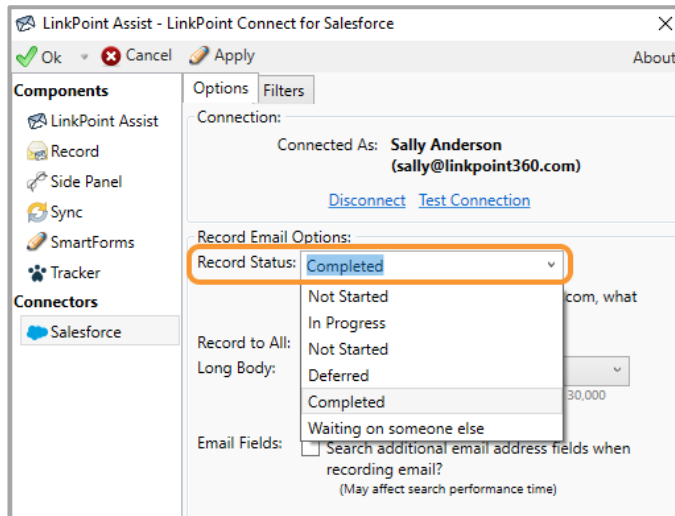 LinkPoint Assist - LinkPoint Connect for Salesforce
Ok Cancel Apply About
Components
LinkPoint Assist
Record
Side Panel
Sync
SmartForms
Tracker
Connectors
Salesforce
Options Filters
Connection:
Connected As: Sally Anderson
(sally@linkpoint360.com)
Disconnect Test Connection
Record Email Options:
Record Status: Completed
Not Started
com, what
In Progress
Not Started
Record to All:
Long Body:
Deferred
Completed
30,000
Waiting on someone else
Email Fields: Search additional email address fields when
recording email?
(May affect search performance time)